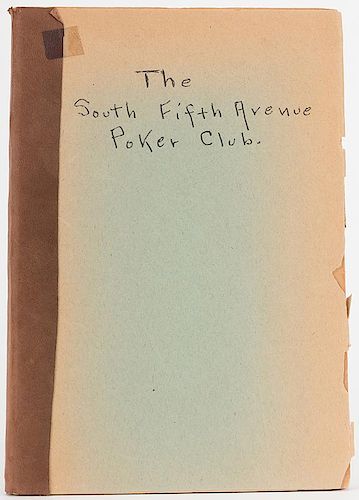 The
South Fifth Avenue
Poker Club.